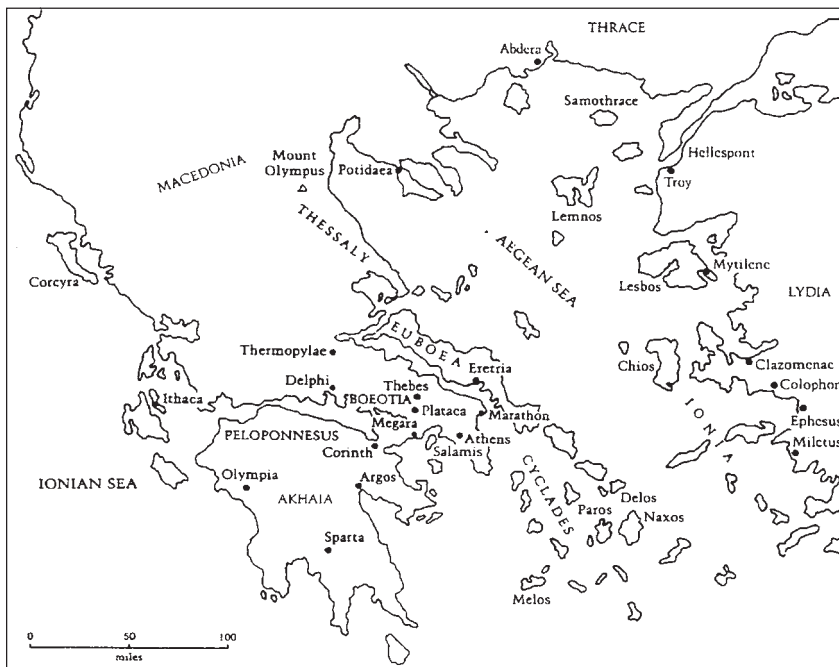 THRACE
Abdera
Samothrace
Hellespont
Troy
Mount
Olympus
MACEDONIA
Potidaea
Lemnos
THESSALY
AEGEAN SEA
Corcyra
Lesbos
Mytilene
LYDIA
EUBOEA
Thermopylae
Eretria
Chios
Clazomenae
Colophon
Delphi
Thebes
BOEOTIA
Ithaca
Plataea
Marathon
Ephesus
IONIA
PELOPONNESUS
Megara
Athens
Miletus
Corinth
Salamis
IONIAN SEA
Olympia
AKHAIA
Argos
CYCLADES
Delos
Paros
Naxos
Sparta
Melos
0 50 100
miles